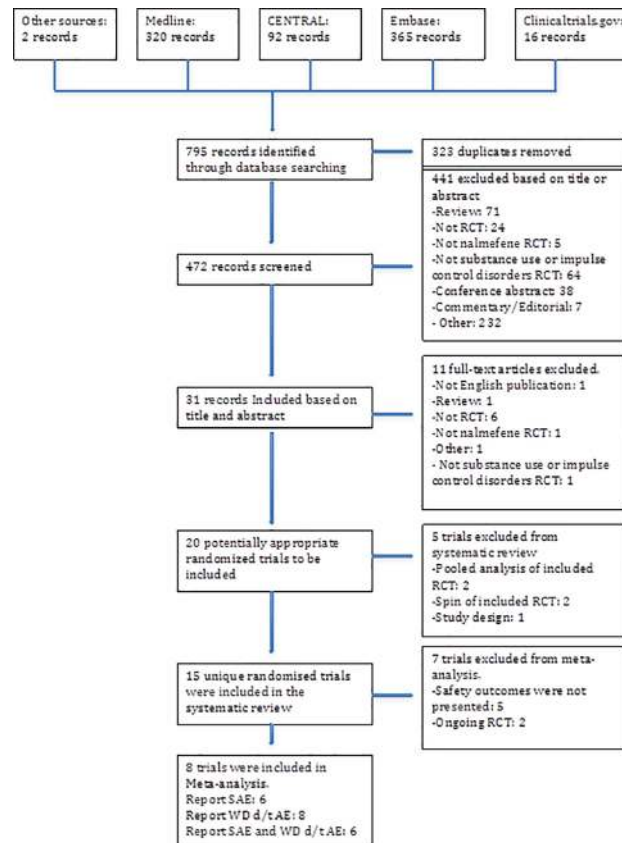 Other sources:
2 records
Medline:
320 records
CENTRAL:
92 records
Embase:
365 records
Clinicaltrials.gov:
16 records
795 records identified
through database searching
323 duplicates removed
441 excluded based on title or
abstract
-Review: 71
-Not RCT: 24
-Not nalmefene RCT: 5
-Not substance use or impulse
control disorders RCT: 64
-Conference abstract: 38
-Commentary/Editorial: 7
- Other: 232
472 records screened
11 full-text articles excluded.
-Not English publication: 1
-Review: 1
-Not RCT: 6
-Not nalmefene RCT: 1
-Other: 1
- Not substance use or impulse
control disorders RCT: 1
31 records Included based on
title and abstract
20 potentially appropriate
randomized trials to be
included
5 trials excluded from
systematic review
-Pooled analysis of included
RCT: 2
-Spin of included RCT: 2
-Study design: 1
15 unique randomised trials
were included in the
systematic review
7 trials excluded from meta-
analysis.
-Safety outcomes were not
presented: 5
-Ongoing RCT: 2
8 trials were included in
Meta-analysis.
Report SAE: 6
Report WD d/t AE: 8
Report SAE and WD d/t AE: 6